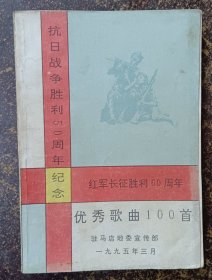 抗日战争胜利50周年纪念
红军长征胜利60周年
优秀歌曲100首
驻马店地委宣传部
一九九五年三月